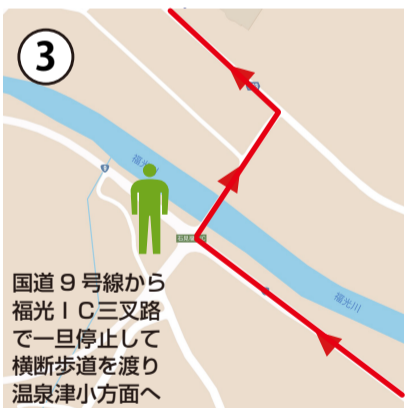 3
福光川
9
国道9号線から
福光IC三叉路
で一旦停止して
横断歩道を渡り
温泉津小方面へ
福光川